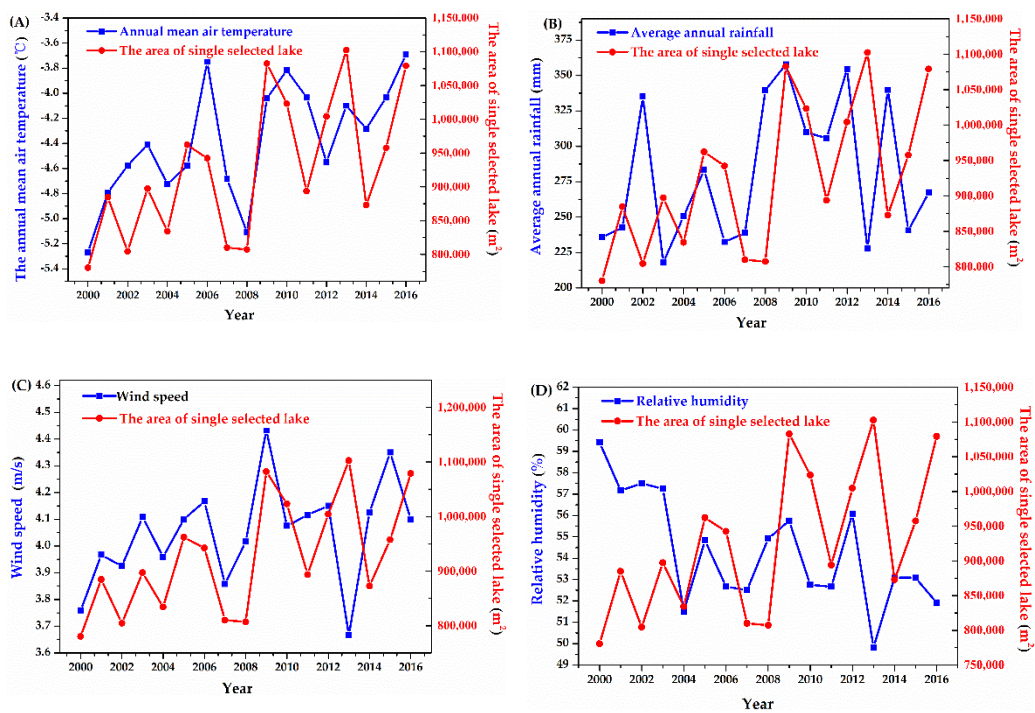 (A)
Annual mean air temperature
The area of single selected lake
The annual mean air temperature (℃)
-3.4
-3.6
-3.8
-4.0
-4.2
-4.4
-4.6
-4.8
-5.0
-5.2
-5.4
2000 2002 2004 2006 2008 2010 2012 2014 2016
Year
1,150,000
1,100,000
1,050,000
1,000,000
950,000
900,000
850,000
800,000
The area of single
selected lake (m²)
(B)
Average annual rainfall
The area of single selected lake
Average annual rainfall (mm)
375
350
325
300
275
250
225
200
2000 2002 2004 2006 2008 2010 2012 2014 2016
Year
1,150,000
1,100,000
1,050,000
1,000,000
950,000
900,000
850,000
800,000
The area of single
selected lake (m²)
(C)
Wind speed
The area of single selected lake
Wind speed (m/s)
4.6
4.5
4.4
4.3
4.2
4.1
4.0
3.9
3.8
3.7
3.6
2000 2002 2004 2006 2008 2010 2012 2014 2016
Year
1,200,000
1,100,000
1,000,000
900,000
800,000
The area of single
selected lake (m²)
(D)
Relative humidity
The area of single selected lake
Relative humidity (%)
62
61
60
59
58
57
56
55
54
53
52
51
50
49
2000 2002 2004 2006 2008 2010 2012 2014 2016
Year
1,150,000
1,100,000
1,050,000
1,000,000
950,000
900,000
850,000
800,000
750,000
The area of single
selected lake (m²)